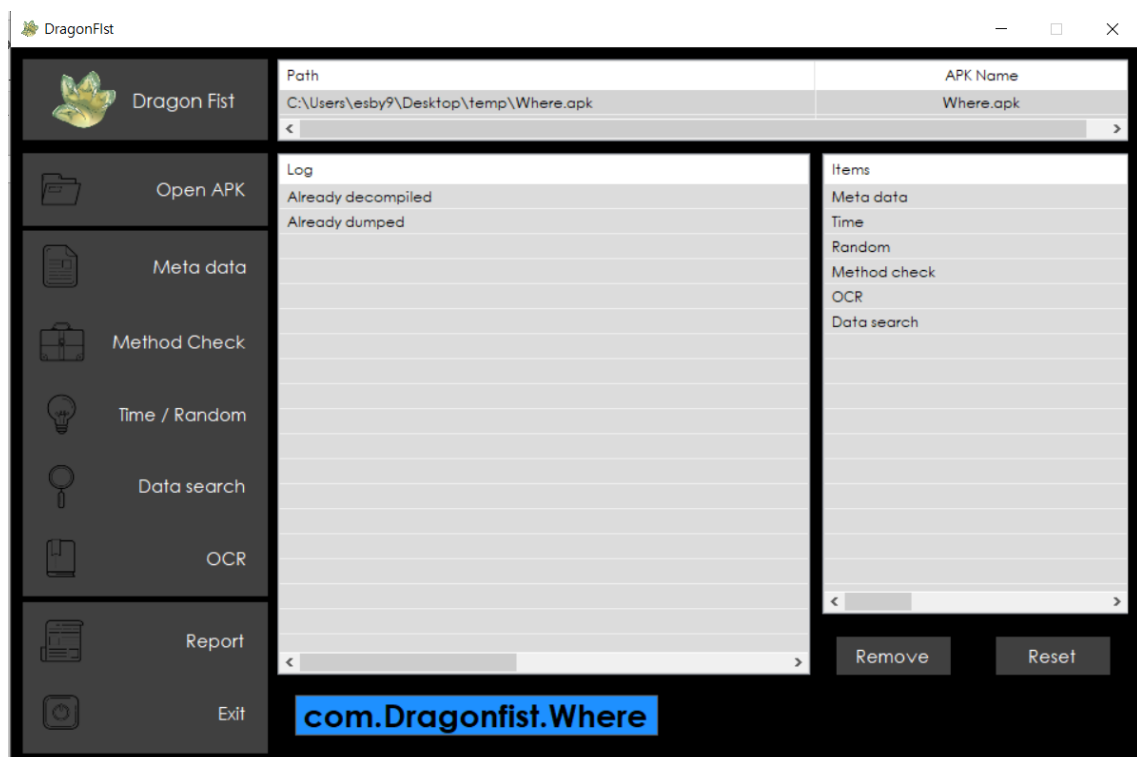 DragonFIst
Dragon Fist
Path APK Name
C:\Users\esby9\Desktop\temp\Where.apk Where.apk
Open APK
Meta data
Method Check
Time / Random
Data search
OCR
Report
Exit
Log
Already decompiled
Already dumped
Items
Meta data
Time
Random
Method check
OCR
Data search
Remove Reset
com.Dragonfist.Where